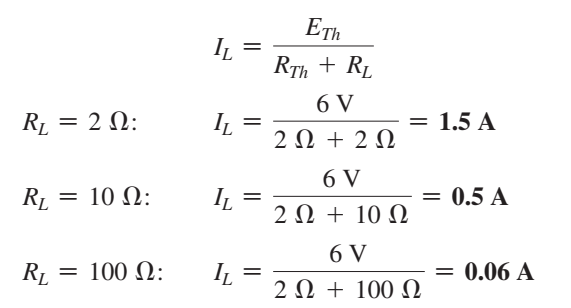 I_L = E_Th / (R_Th + R_L)
R_L = 2 Ω: I_L = 6 V / (2 Ω + 2 Ω) = 1.5 A
R_L = 10 Ω: I_L = 6 V / (2 Ω + 10 Ω) = 0.5 A
R_L = 100 Ω: I_L = 6 V / (2 Ω + 100 Ω) = 0.06 A